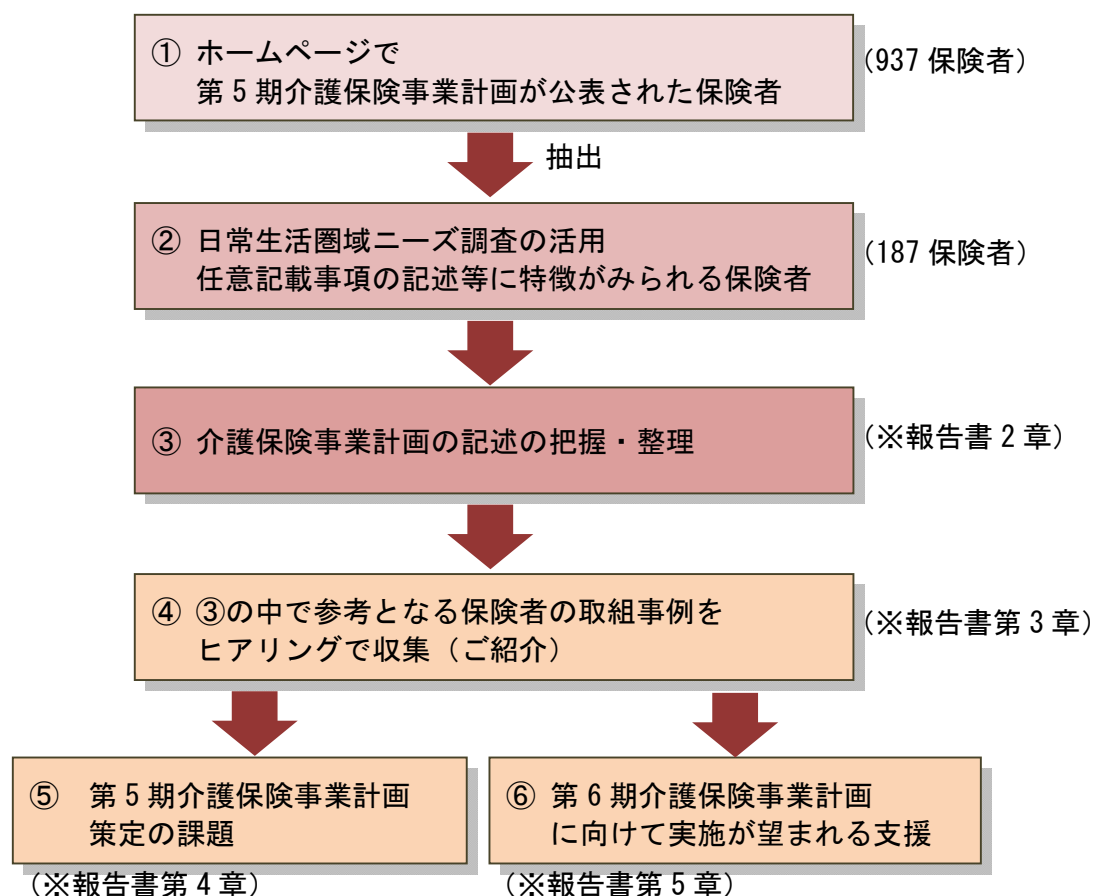 ① ホームページで
第5期介護保険事業計画が公表された保険者
(937 保険者)
抽出
② 日常生活圏域ニーズ調査の活用
任意記載事項の記述等に特徴がみられる保険者
(187 保険者)
③ 介護保険事業計画の記述の把握・整理
(※報告書2章)
④ ③の中で参考となる保険者の取組事例を
ヒアリングで収集(ご紹介)
(※報告書第3章)
⑤ 第5期介護保険事業計画
策定の課題
(※報告書第4章)
⑥ 第6期介護保険事業計画
に向けて実施が望まれる支援
(※報告書第5章)